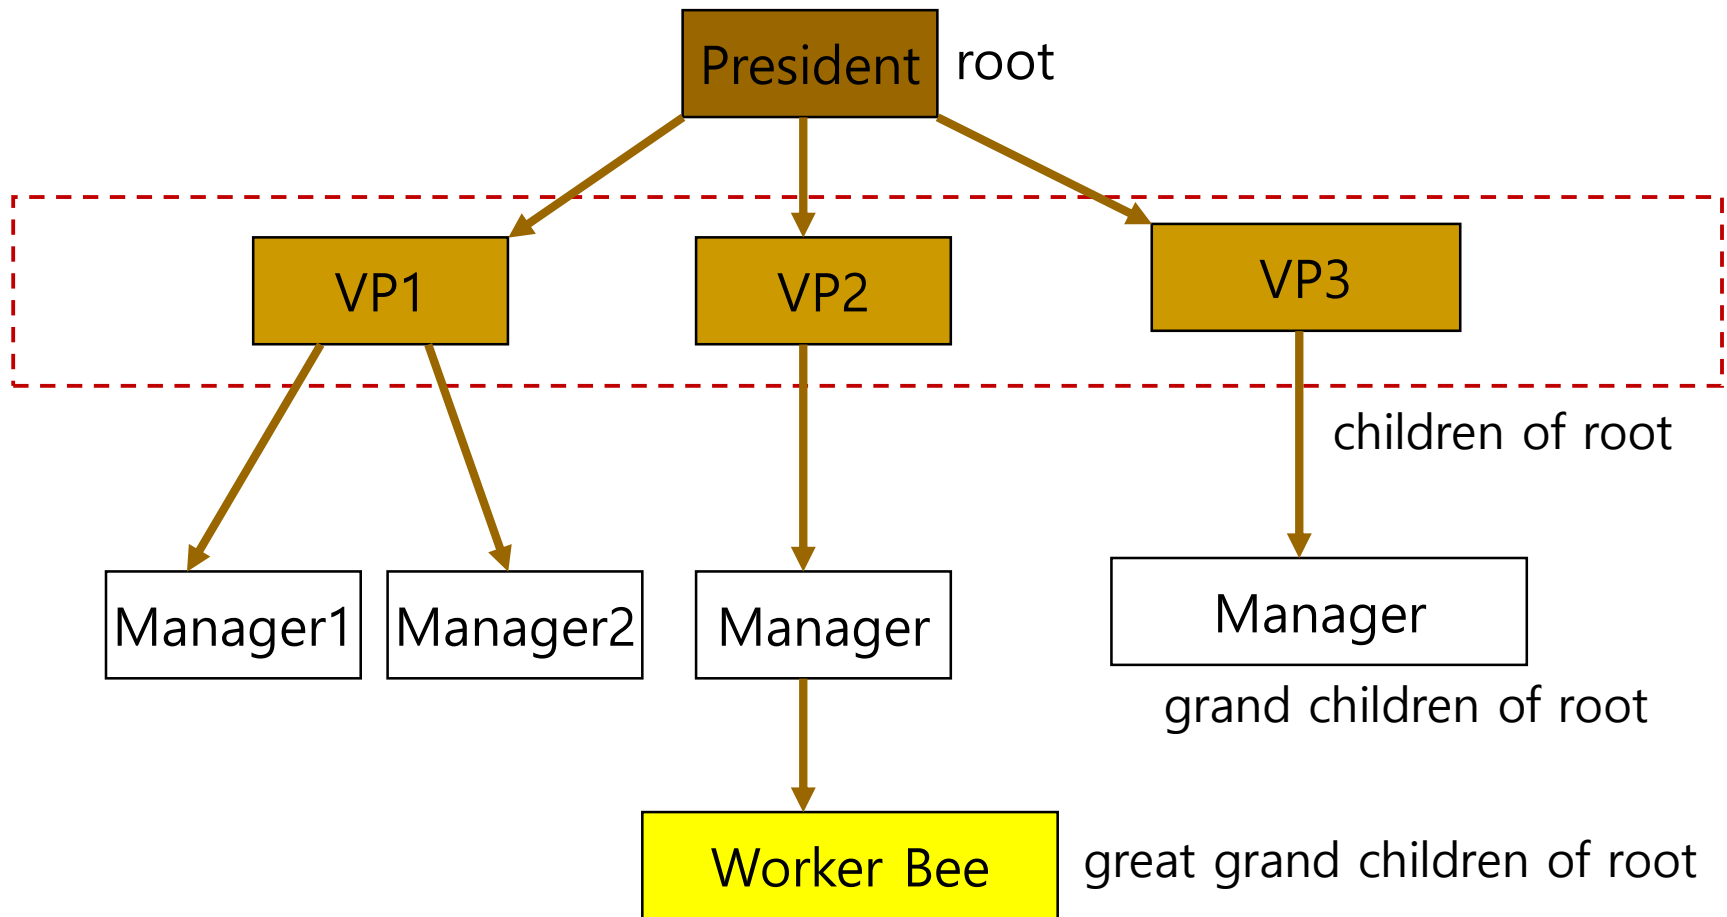 President
root
VP1
VP2
VP3
children of root
Manager1
Manager2
Manager
Manager
grand children of root
Worker Bee
great grand children of root